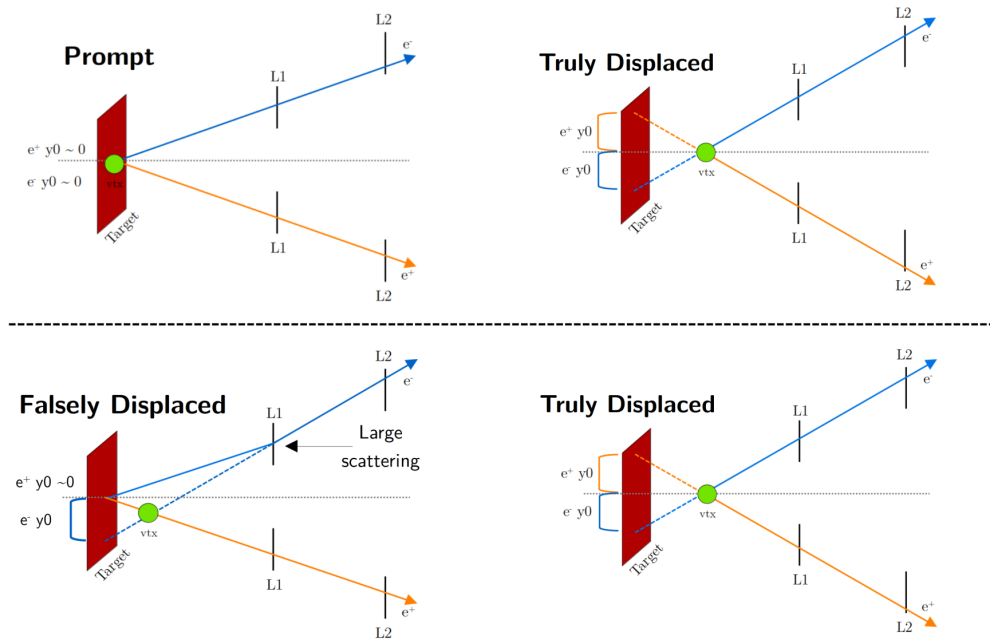 Prompt
L2
e⁻
L1
e⁺ y0 ~ 0
e⁻ y0 ~ 0
vtx
Target
L1
e⁺
L2
Truly Displaced
L2
e⁻
L1
e⁺ y0
e⁻ y0
vtx
Target
L1
e⁺
L2
Falsely Displaced
L2
e⁻
L1
Large
scattering
e⁺ y0 ~0
e⁻ y0
vtx
Target
L1
e⁺
L2
Truly Displaced
L2
e⁻
L1
e⁺ y0
e⁻ y0
vtx
Target
L1
e⁺
L2